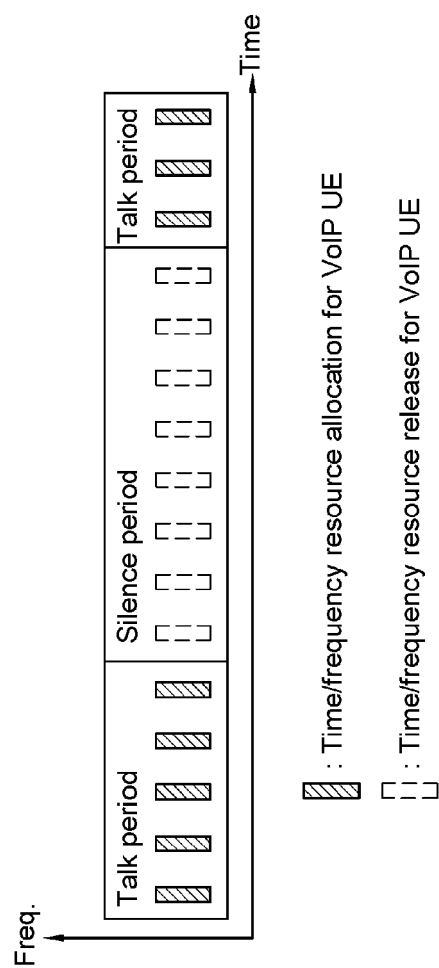 Freq.
Talk period
Silence period
Talk period
Time
: Time/frequency resource allocation for VoIP UE
: Time/frequency resource release for VoIP UE